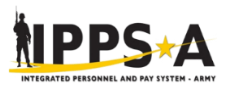 IPPS★A
INTEGRATED PERSONNEL AND PAY SYSTEM - ARMY